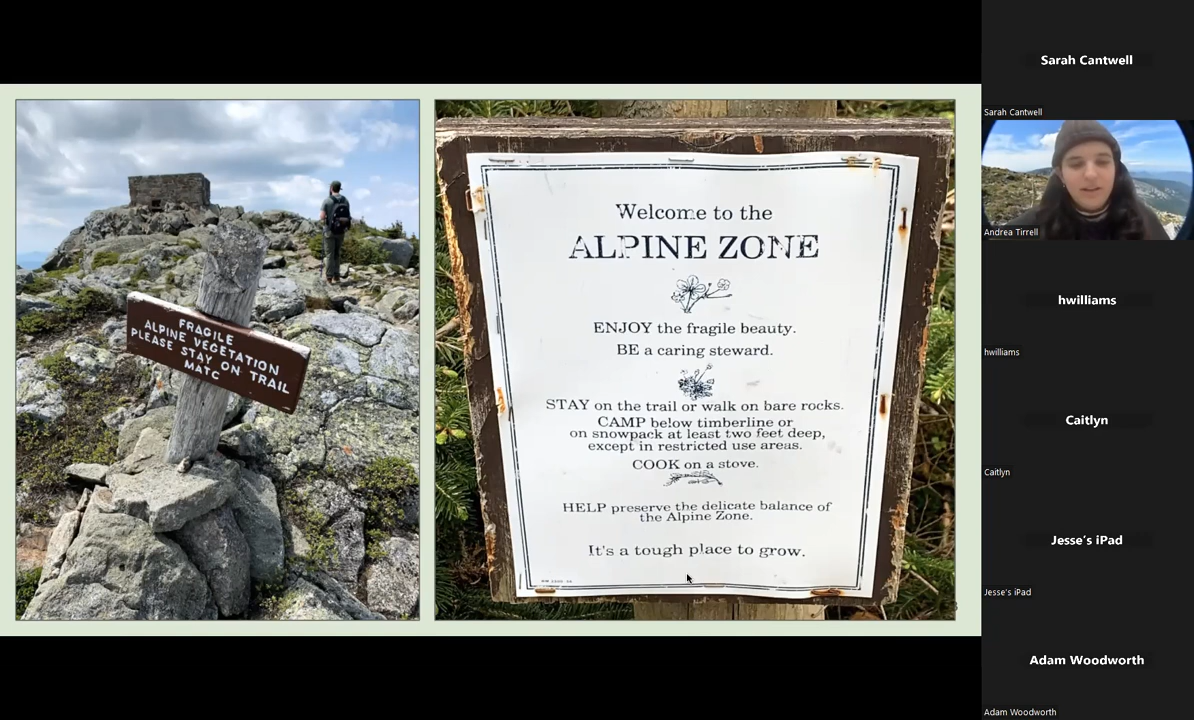 FRAGILE
ALPINE VEGETATION
PLEASE STAY ON TRAIL
MATC
Welcome to the
ALPINE ZONE
ENJOY the fragile beauty.
BE a caring steward.
STAY on the trail or walk on bare rocks.
CAMP below timberline or
on snowpack at least two feet deep,
except in restricted use areas.
COOK on a stove.
HELP preserve the delicate balance of
the Alpine Zone.
It's a tough place to grow.
Sarah Cantwell
Sarah Cantwell
Andrea Tirrell
hwilliams
hwilliams
Caitlyn
Caitlyn
Jesse's iPad
Jesse's iPad
Adam Woodworth
Adam Woodworth